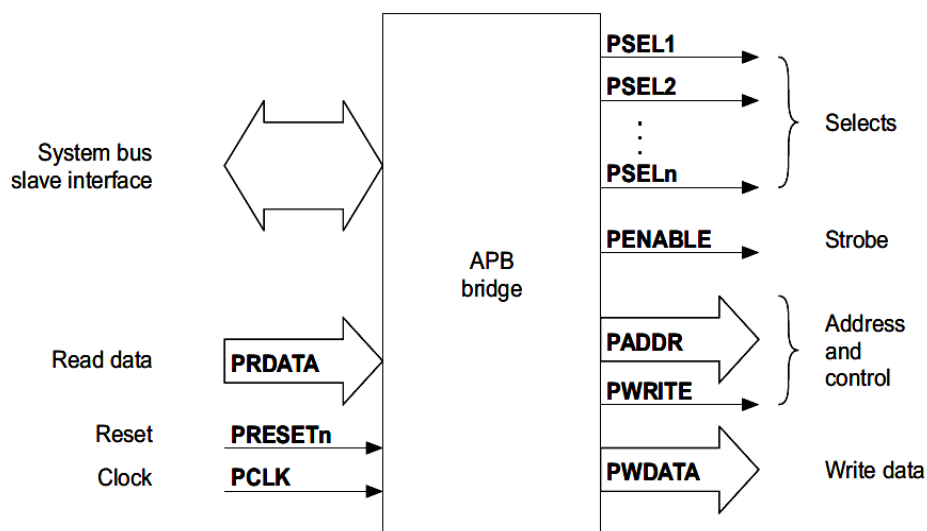 System bus
slave interface
Read data
PRDATA
Reset
PRESETn
Clock
PCLK
APB
bridge
PSEL1
PSEL2
PSELn
Selects
PENABLE
Strobe
PADDR
PWRITE
Address
and
control
PWDATA
Write data